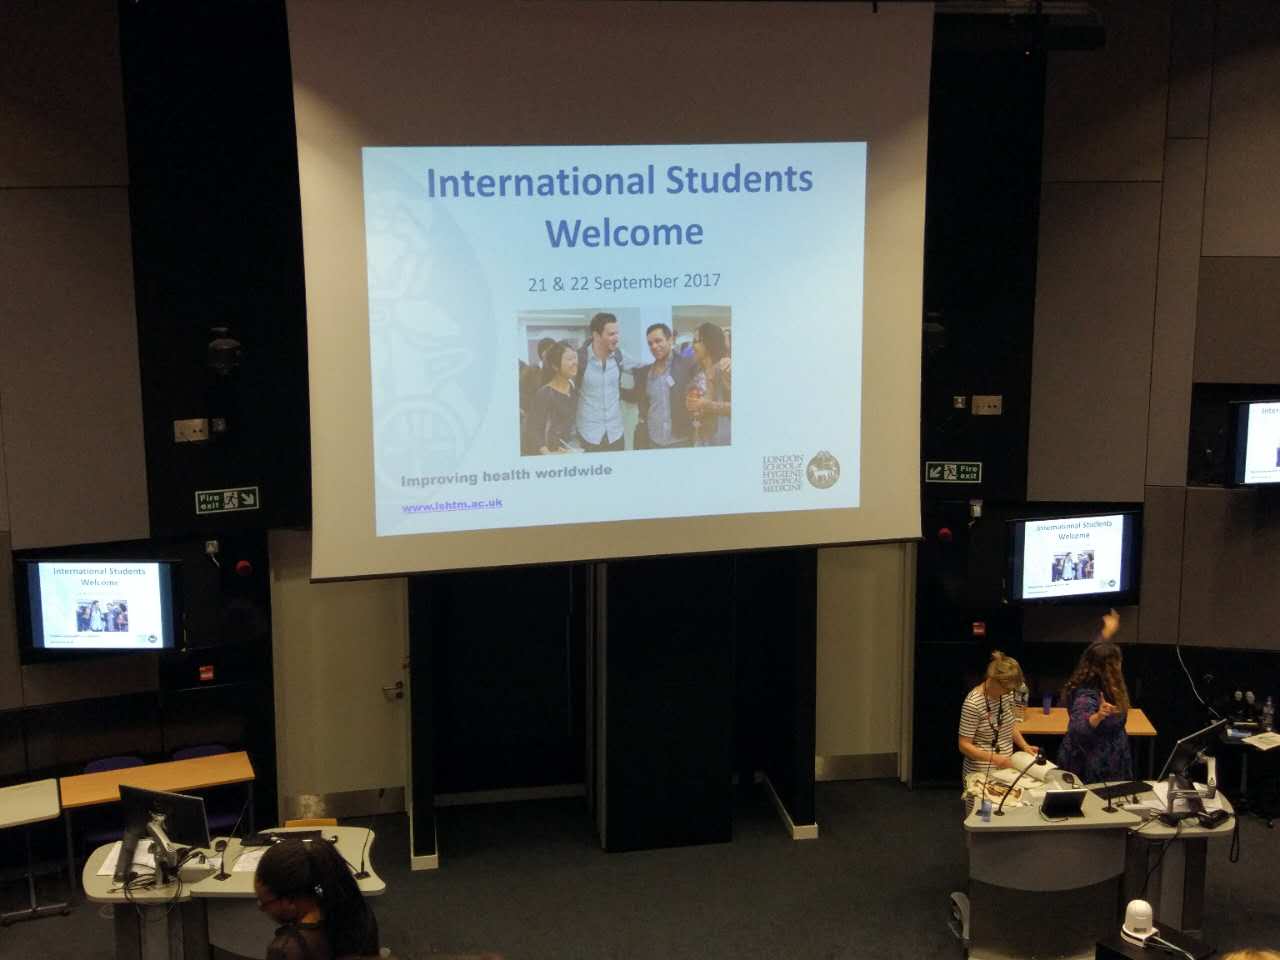 International Students
Welcome
21 & 22 September 2017
Improving health worldwide
www.lshtm.ac.uk
LONDON
SCHOOL of
HYGIENE
& TROPICAL
MEDICINE
Fire
exit
Fire
exit
International Students
Welcome
International Students
Welcome